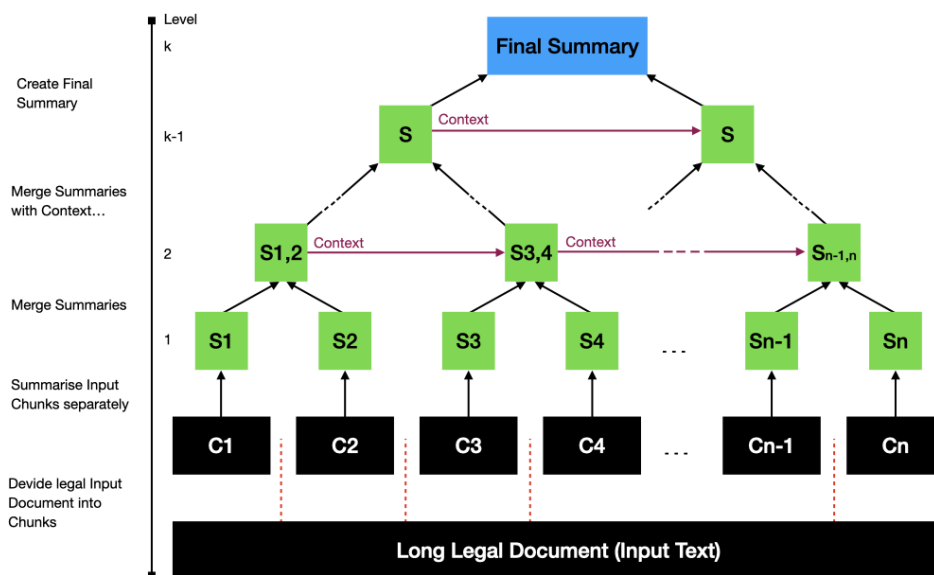 Level
k
Final Summary
Create Final
Summary
k-1
S
Context
S
Merge Summaries
with Context...
2
S1,2
Context
S3,4
Context
Sn-1,n
Merge Summaries
1
S1
S2
S3
S4
...
Sn-1
Sn
Summarise Input
Chunks separately
C1
C2
C3
C4
...
Cn-1
Cn
Devide legal Input
Document into
Chunks
Long Legal Document (Input Text)